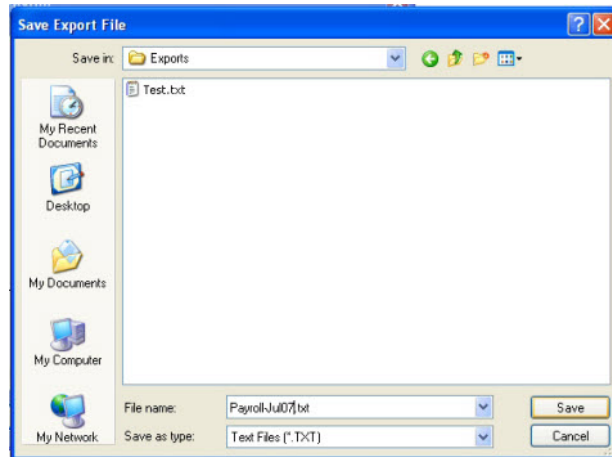 Save Export File
Save in:
Exports
Test.txt
My Recent
Documents
Desktop
My Documents
My Computer
My Network
File name:
Payroll-Jul07.txt
Save
Save as type:
Text Files (*.TXT)
Cancel